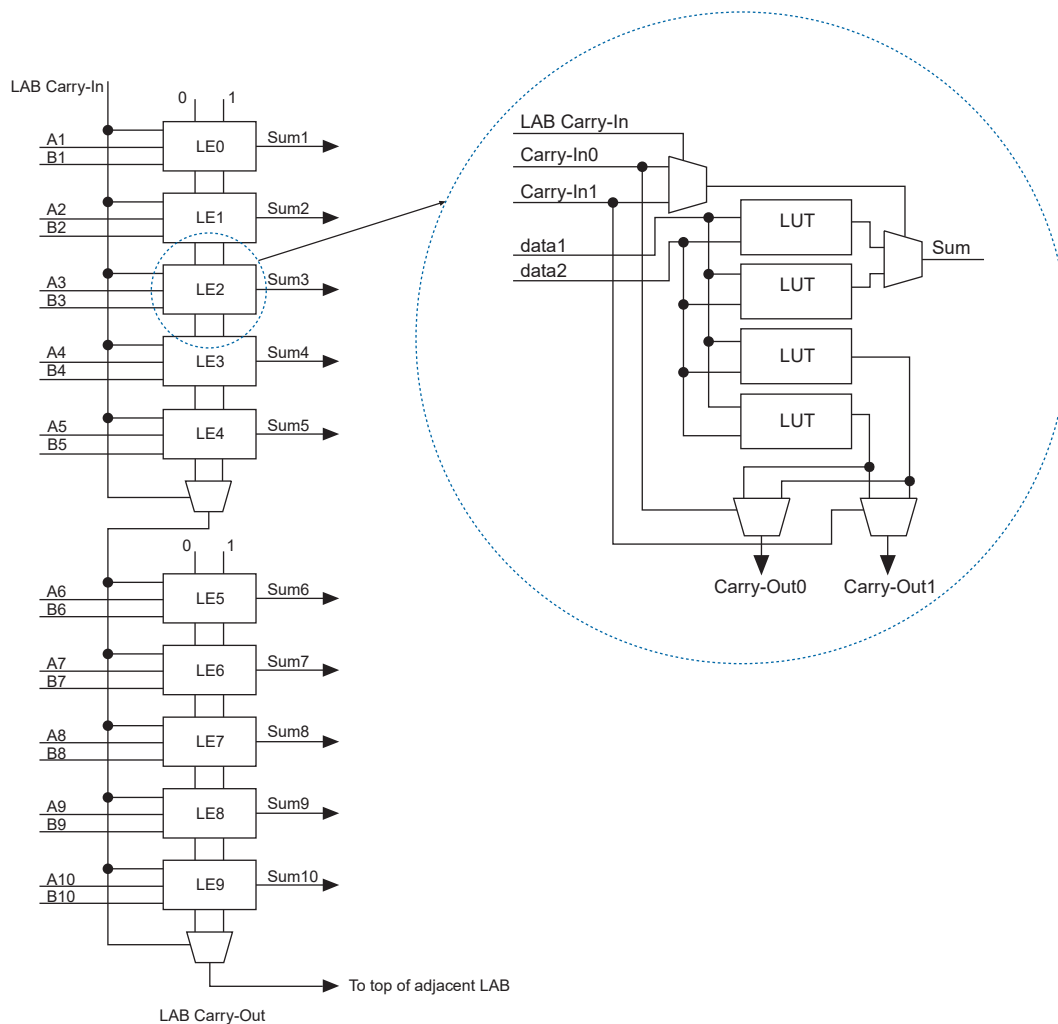 LAB Carry-In
0 1
A1
B1
LE0
Sum1
A2
B2
LE1
Sum2
A3
B3
LE2
Sum3
A4
B4
LE3
Sum4
A5
B5
LE4
Sum5
0 1
A6
B6
LE5
Sum6
A7
B7
LE6
Sum7
A8
B8
LE7
Sum8
A9
B9
LE8
Sum9
A10
B10
LE9
Sum10
To top of adjacent LAB
LAB Carry-Out
LAB Carry-In
Carry-In0
Carry-In1
data1
data2
LUT
LUT
LUT
LUT
Sum
Carry-Out0
Carry-Out1